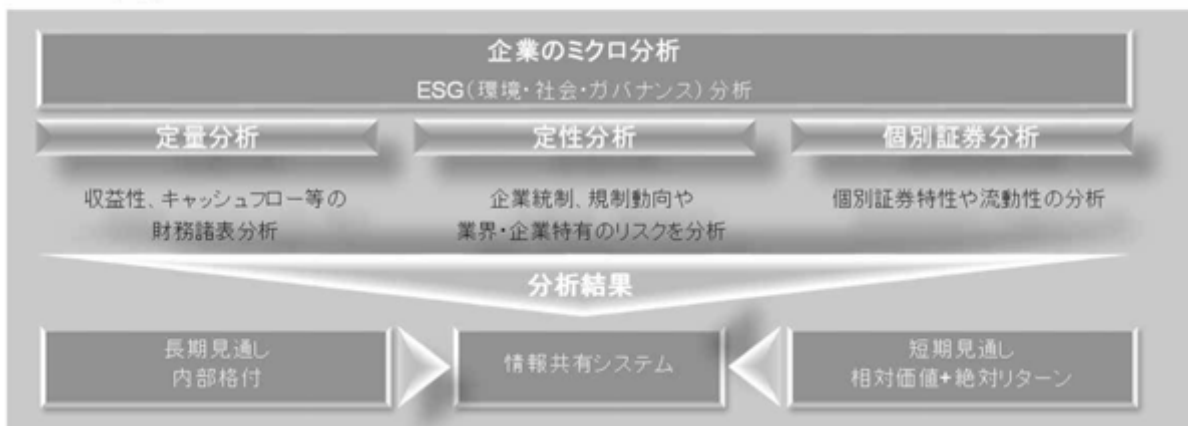 企業のミクロ分析
ESG(環境・社会・ガバナンス)分析
定量分析
定性分析
個別証券分析
収益性、キャッシュフロー等の
財務諸表分析
企業統制、規制動向や
業界・企業特有のリスクを分析
個別証券特性や流動性の分析
分析結果
長期見通し
内部格付
情報共有システム
短期見通し
相対価値+絶対リターン